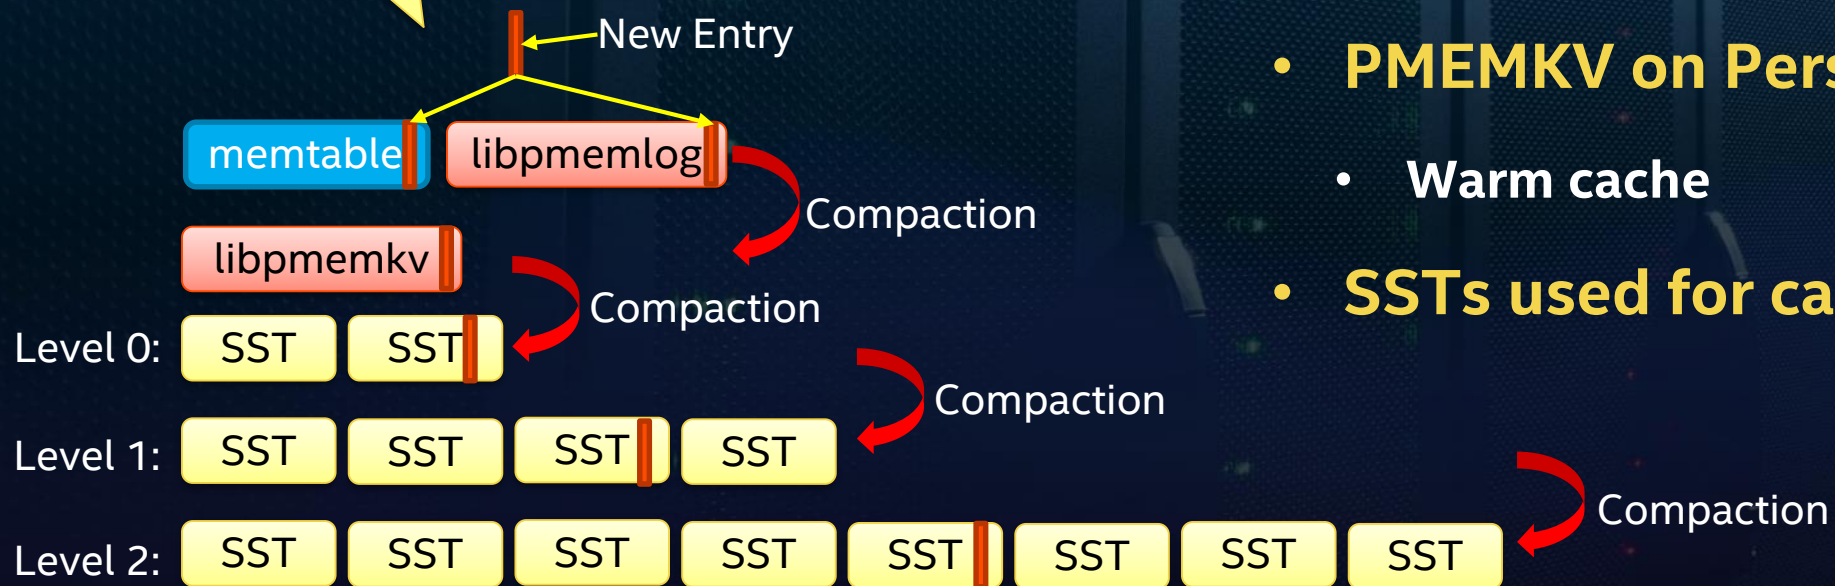 New Entry
memtable libpmemlog
Compaction
libpmemkv
Compaction
Level 0: SST SST
Compaction
Level 1: SST SST SST SST
Compaction
Level 2: SST SST SST SST SST SST SST SST
• PMEMKV on Pers
• Warm cache
• SSTs used for ca